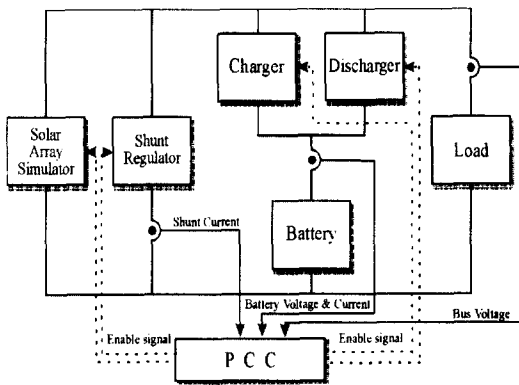 Charger
Discharger
Solar
Array
Simulator
Shunt
Regulator
Load
Shunt Current
Battery
Battery Voltage & Current
Bus Voltage
Enable signal
Enable signal
P C C